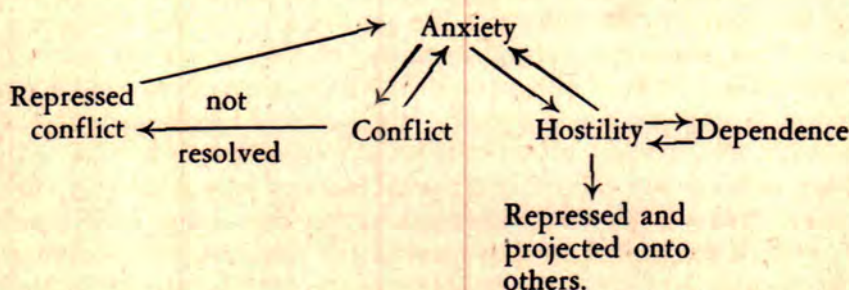 Anxiety
Repressed
conflict
not
resolved
Conflict
Hostility
Dependence
Repressed and
projected onto
others.